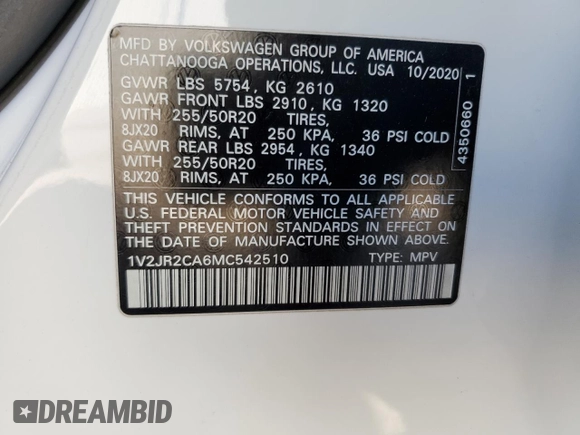 MFD BY VOLKSWAGEN GROUP OF AMERICA
CHATTANOOGA OPERATIONS, LLC. USA 10/2020
GVWR LBS 5754, KG 2610
GAWR FRONT LBS 2910, KG 1320
WITH 255/50R20 TIRES,
8JX20 RIMS, AT 250 KPA, 36 PSI COLD
GAWR REAR LBS 2954, KG 1340
WITH 255/50R20 TIRES,
8JX20 RIMS, AT 250 KPA, 36 PSI COLD
THIS VEHICLE CONFORMS TO ALL APPLICABLE
U.S. FEDERAL MOTOR VEHICLE SAFETY AND
THEFT PREVENTION STANDARDS IN EFFECT ON
THE DATE OF MANUFACTURE SHOWN ABOVE.
1V2JR2CA6MC542510 TYPE: MPV
4350660 1
DREAMBID